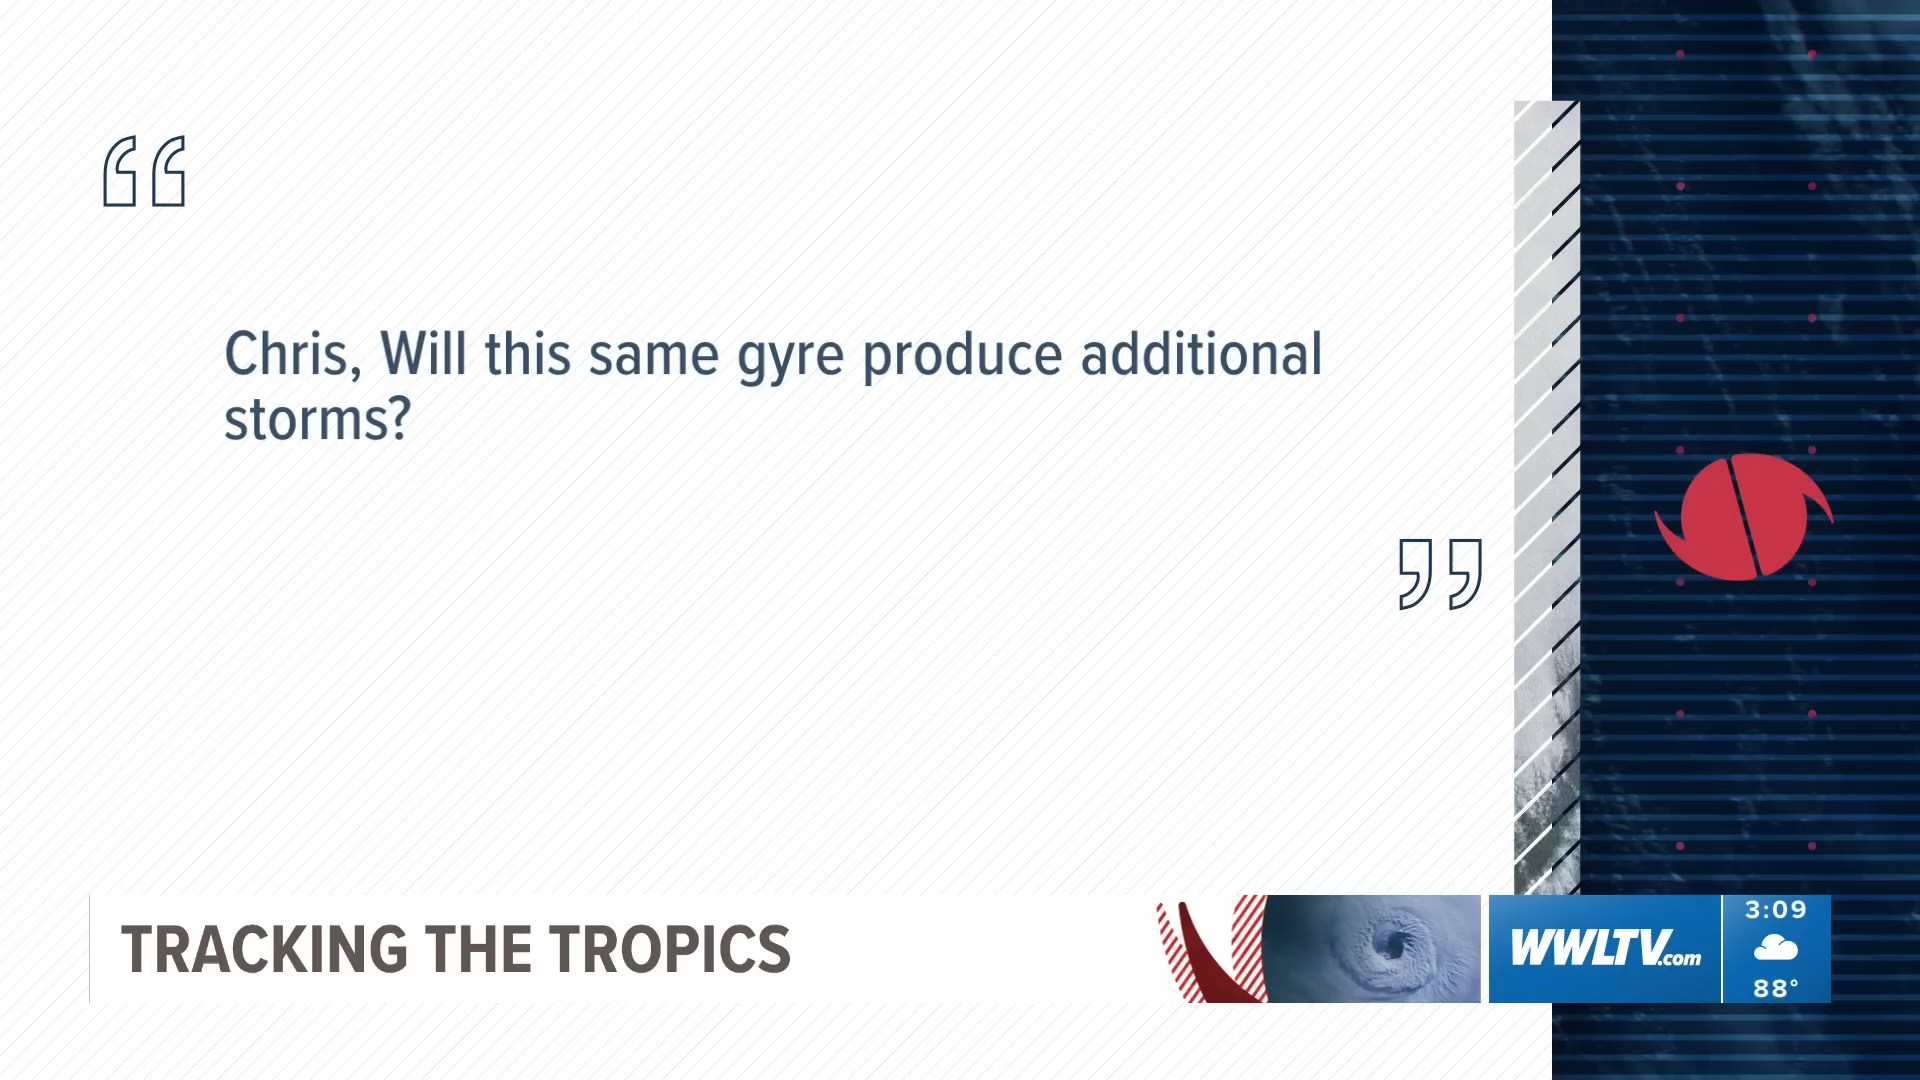 “
Chris, Will this same gyre produce additional
storms?
”
TRACKING THE TROPICS
WWLTV.com
3:09
88°